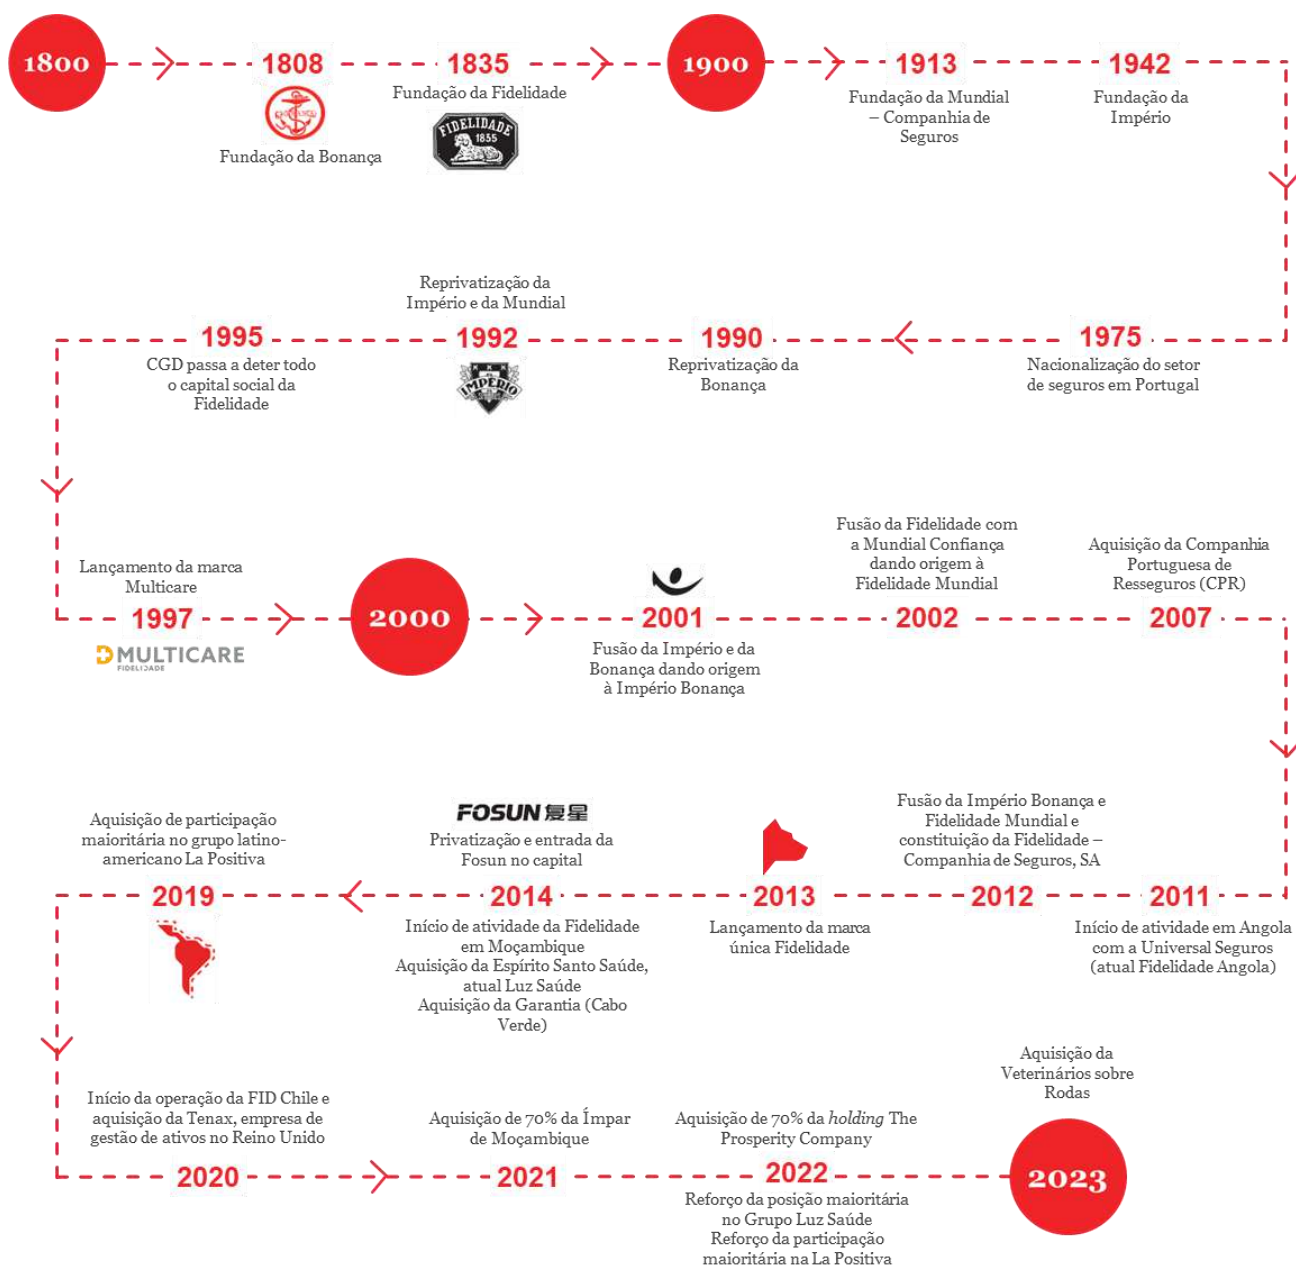 1800
1808
Fundação da Bonança
1835
Fundação da Fidelidade
FIDELIDADE
1835
1900
1913
Fundação da Mundial
– Companhia de
Seguros
1942
Fundação da
Império
1975
Nacionalização do setor
de seguros em Portugal
1990
Reprivatização da
Bonança
Reprivatização da
Império e da Mundial
1992
IMPERIO
1995
CGD passa a deter todo
o capital social da
Fidelidade
Lançamento da marca
Multicare
1997
MULTICARE
FIDELIDADE
2000
2001
Fusão da Império e da
Bonança dando origem
à Império Bonança
Fusão da Fidelidade com
a Mundial Confiança
dando origem à
Fidelidade Mundial
2002
Aquisição da Companhia
Portuguesa de
Resseguros (CPR)
2007
2011
Início de atividade em Angola
com a Universal Seguros
(atual Fidelidade Angola)
Fusão da Império Bonança e
Fidelidade Mundial e
constituição da Fidelidade –
Companhia de Seguros, SA
2012
2013
Lançamento da marca
única Fidelidade
FOSUN 复星
Privatização e entrada da
Fosun no capital
2014
Início de atividade da Fidelidade
em Moçambique
Aquisição da Espírito Santo Saúde,
atual Luz Saúde
Aquisição da Garantia (Cabo
Verde)
Aquisição de participação
maioritária no grupo latino-
americano La Positiva
2019
Início da operação da FID Chile e
aquisição da Tenax, empresa de
gestão de ativos no Reino Unido
2020
Aquisição de 70% da Ímpar
de Moçambique
2021
Aquisição de 70% da holding The
Prosperity Company
2022
Reforço da posição maioritária
no Grupo Luz Saúde
Reforço da participação
maioritária na La Positiva
Aquisição da
Veterinários sobre
Rodas
2023